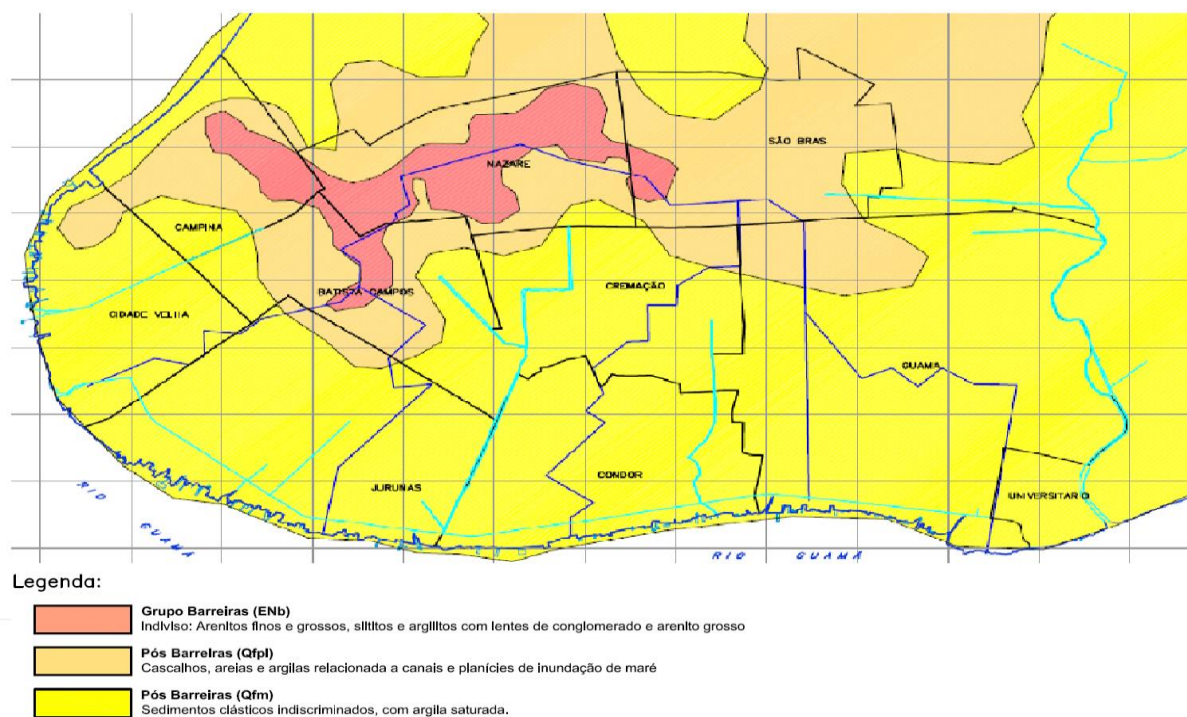 SÃO BRAS
NAZARE
CAMPINA
BATISTA CAMPOS
CREMAÇÃO
CIDADE VELHA
GUAMA
CONDOR
JURUNAS
UNIVERSITARIO
RIO GUAMA
RIO GUAMA
Legenda:
Grupo Barreiras (ENb)
Indiviso: Arenitos finos e grossos, siltitos e argilitos com lentes de conglomerado e arenito grosso
Pós Barreiras (Qfpl)
Cascalhos, areias e argilas relacionada a canais e planícies de inundação de maré
Pós Barreiras (Qfm)
Sedimentos clásticos indiscriminados, com argila saturada.